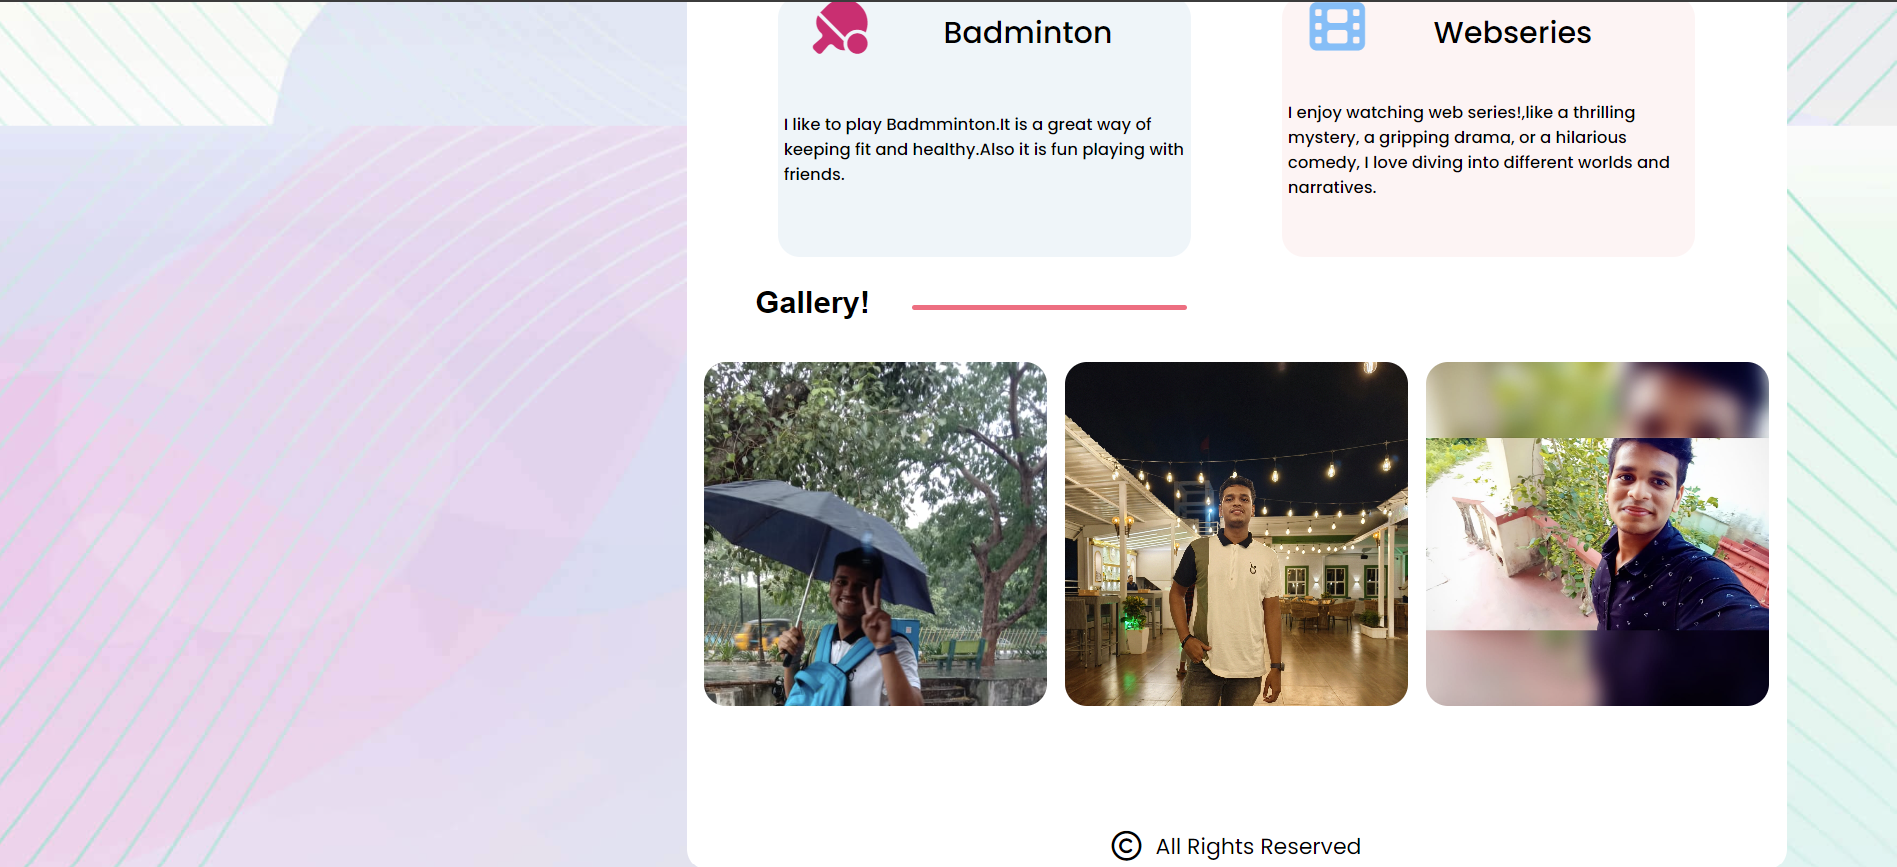 Badminton
I like to play Badmminton.It is a great way of
keeping fit and healthy.Also it is fun playing with
friends.
Webseries
I enjoy watching web series!,like a thrilling
mystery, a gripping drama, or a hilarious
comedy, I love diving into different worlds and
narratives.
Gallery!
© All Rights Reserved